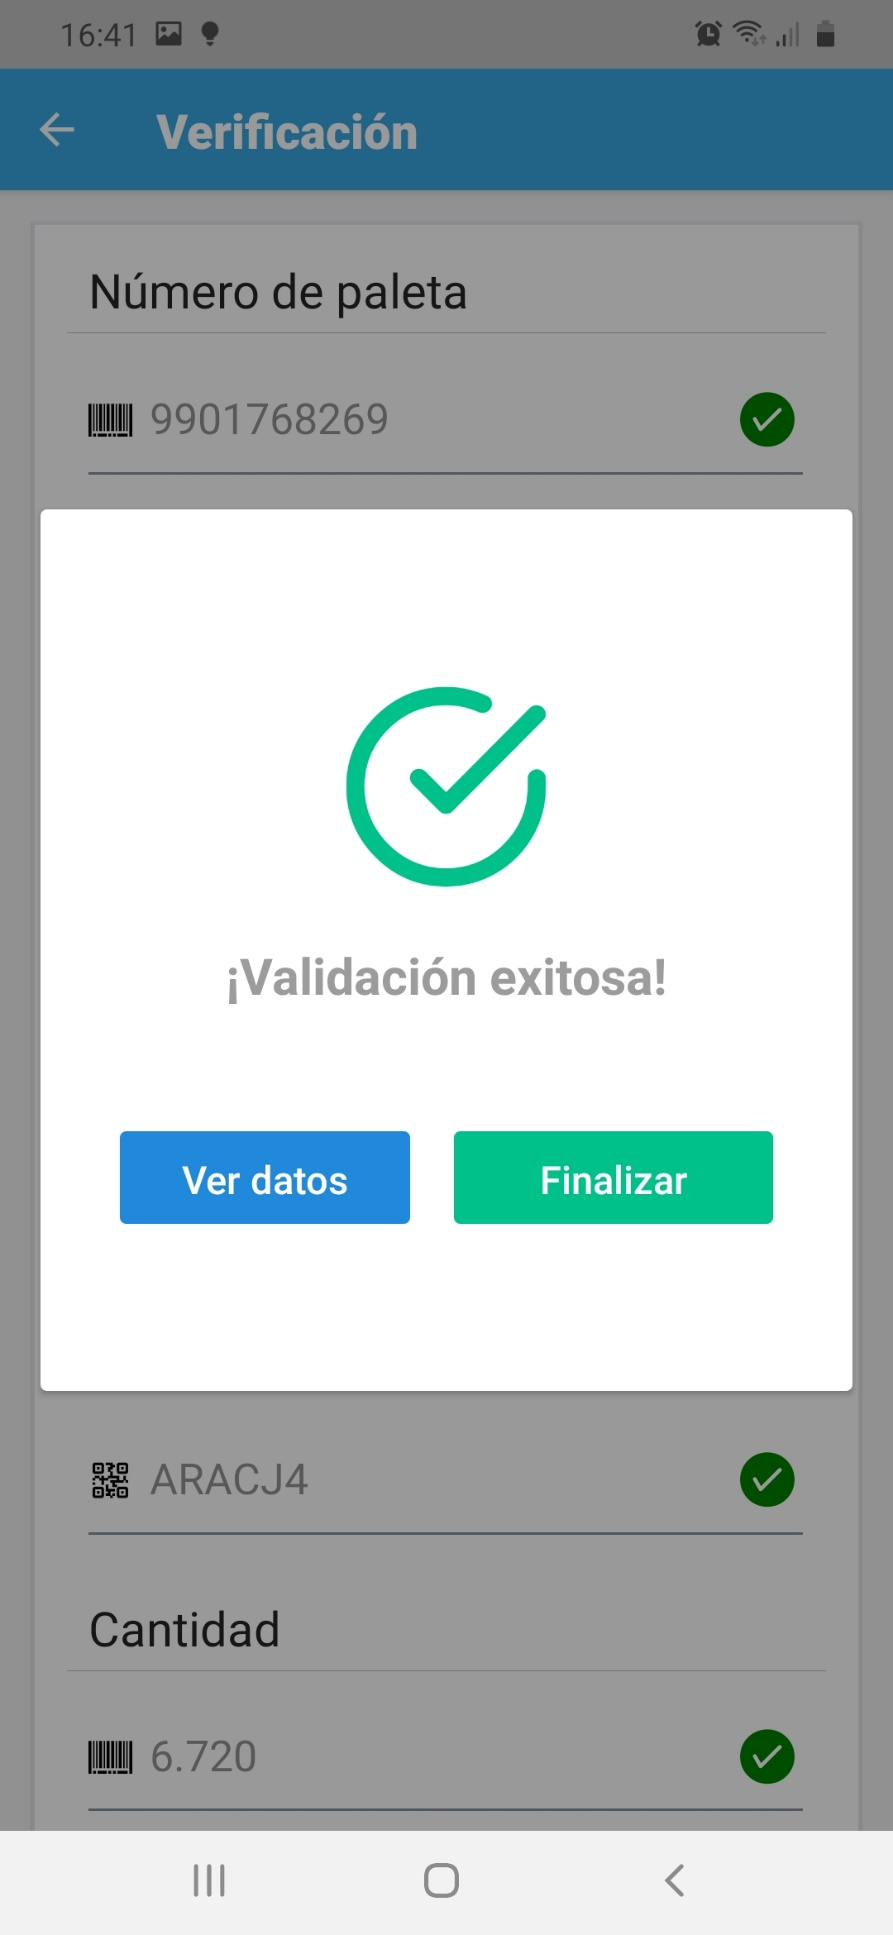 16:41
Verificación
Número de paleta
9901768269
¡Validación exitosa!
Ver datos
Finalizar
ARACJ4
Cantidad
6.720